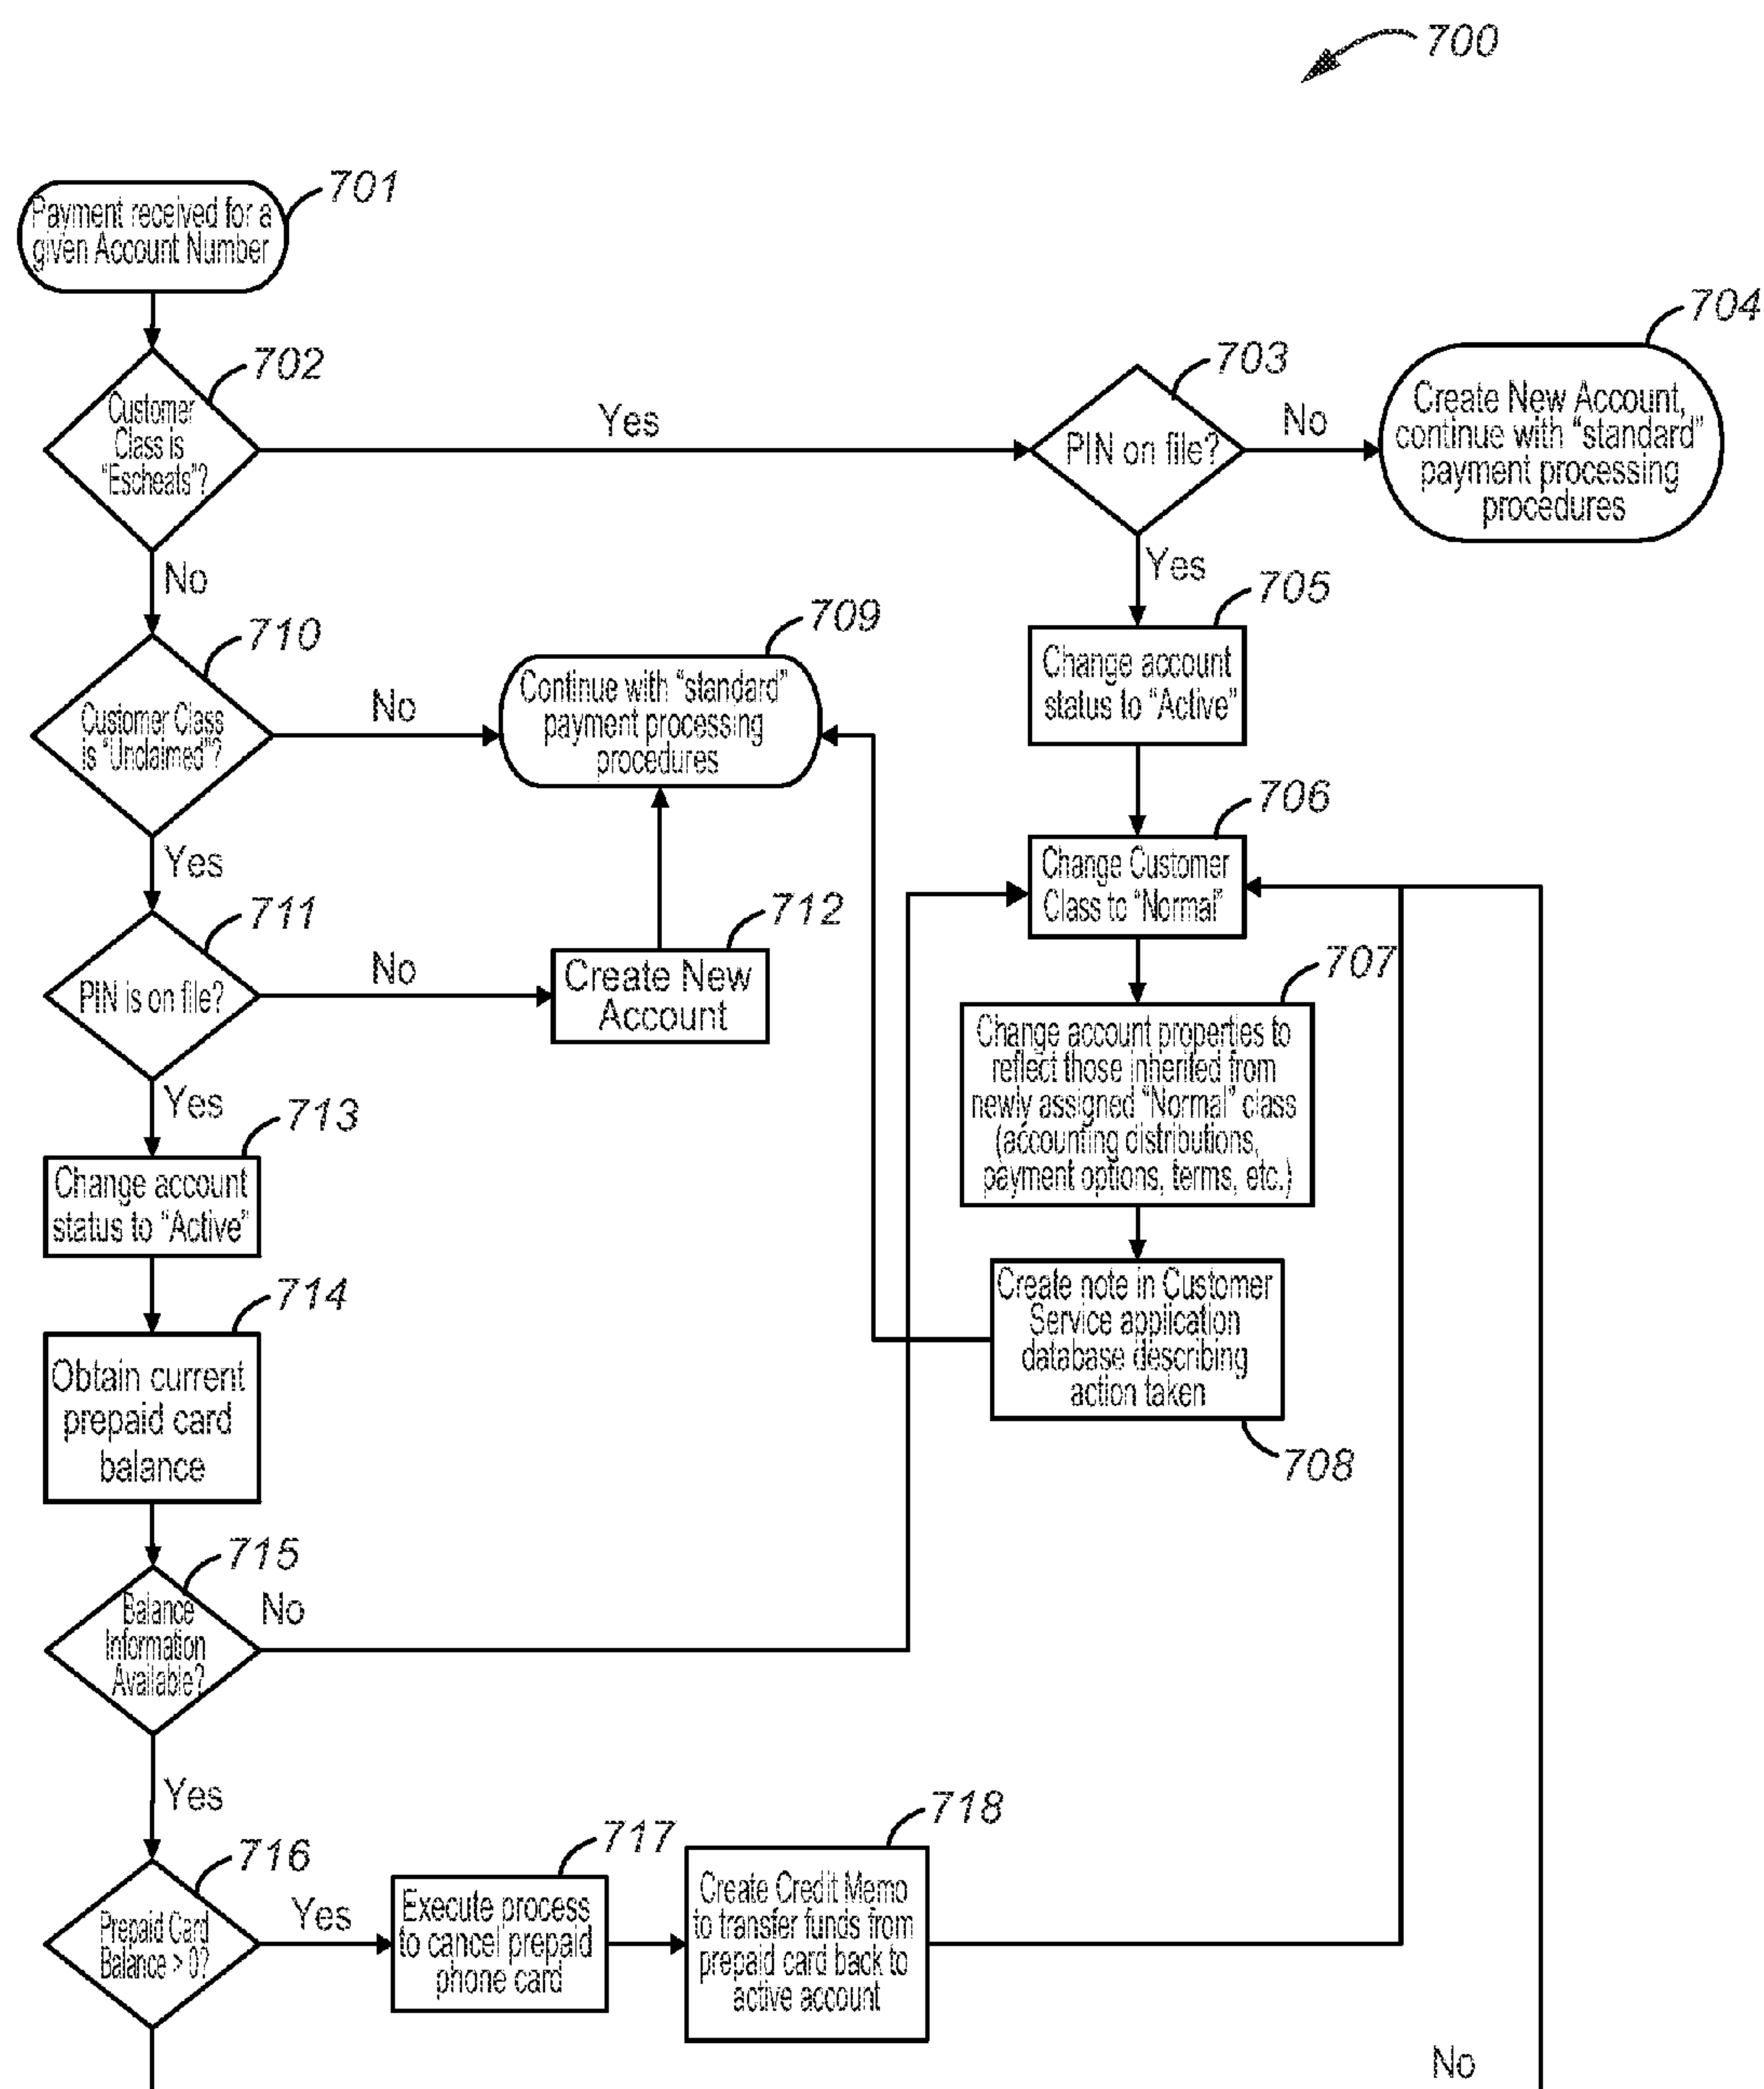 700
701
Payment received for a
given Account Number
702
Customer
Class is
"Escheats"?
Yes
703
PIN on file?
No
704
Create New Account,
continue with "standard"
payment processing
procedures
No
Yes
705
Change account
status to "Active"
710
Customer Class
is "Unclaimed"?
No
709
Continue with "standard"
payment processing
procedures
706
Change Customer
Class to "Normal"
Yes
711
PIN is on file?
No
712
Create New
Account
707
Change account properties to
reflect those inherited from
newly assigned "Normal" class
(accounting distributions,
payment options, terms, etc.)
Yes
713
Change account
status to "Active"
Create note in Customer
Service application
database describing
action taken
708
714
Obtain current
prepaid card
balance
715
Balance
Information
Available?
No
Yes
716
Prepaid Card
Balance > 0?
Yes
717
Execute process
to cancel prepaid
phone card
718
Create Credit Memo
to transfer funds from
prepaid card back to
active account
No